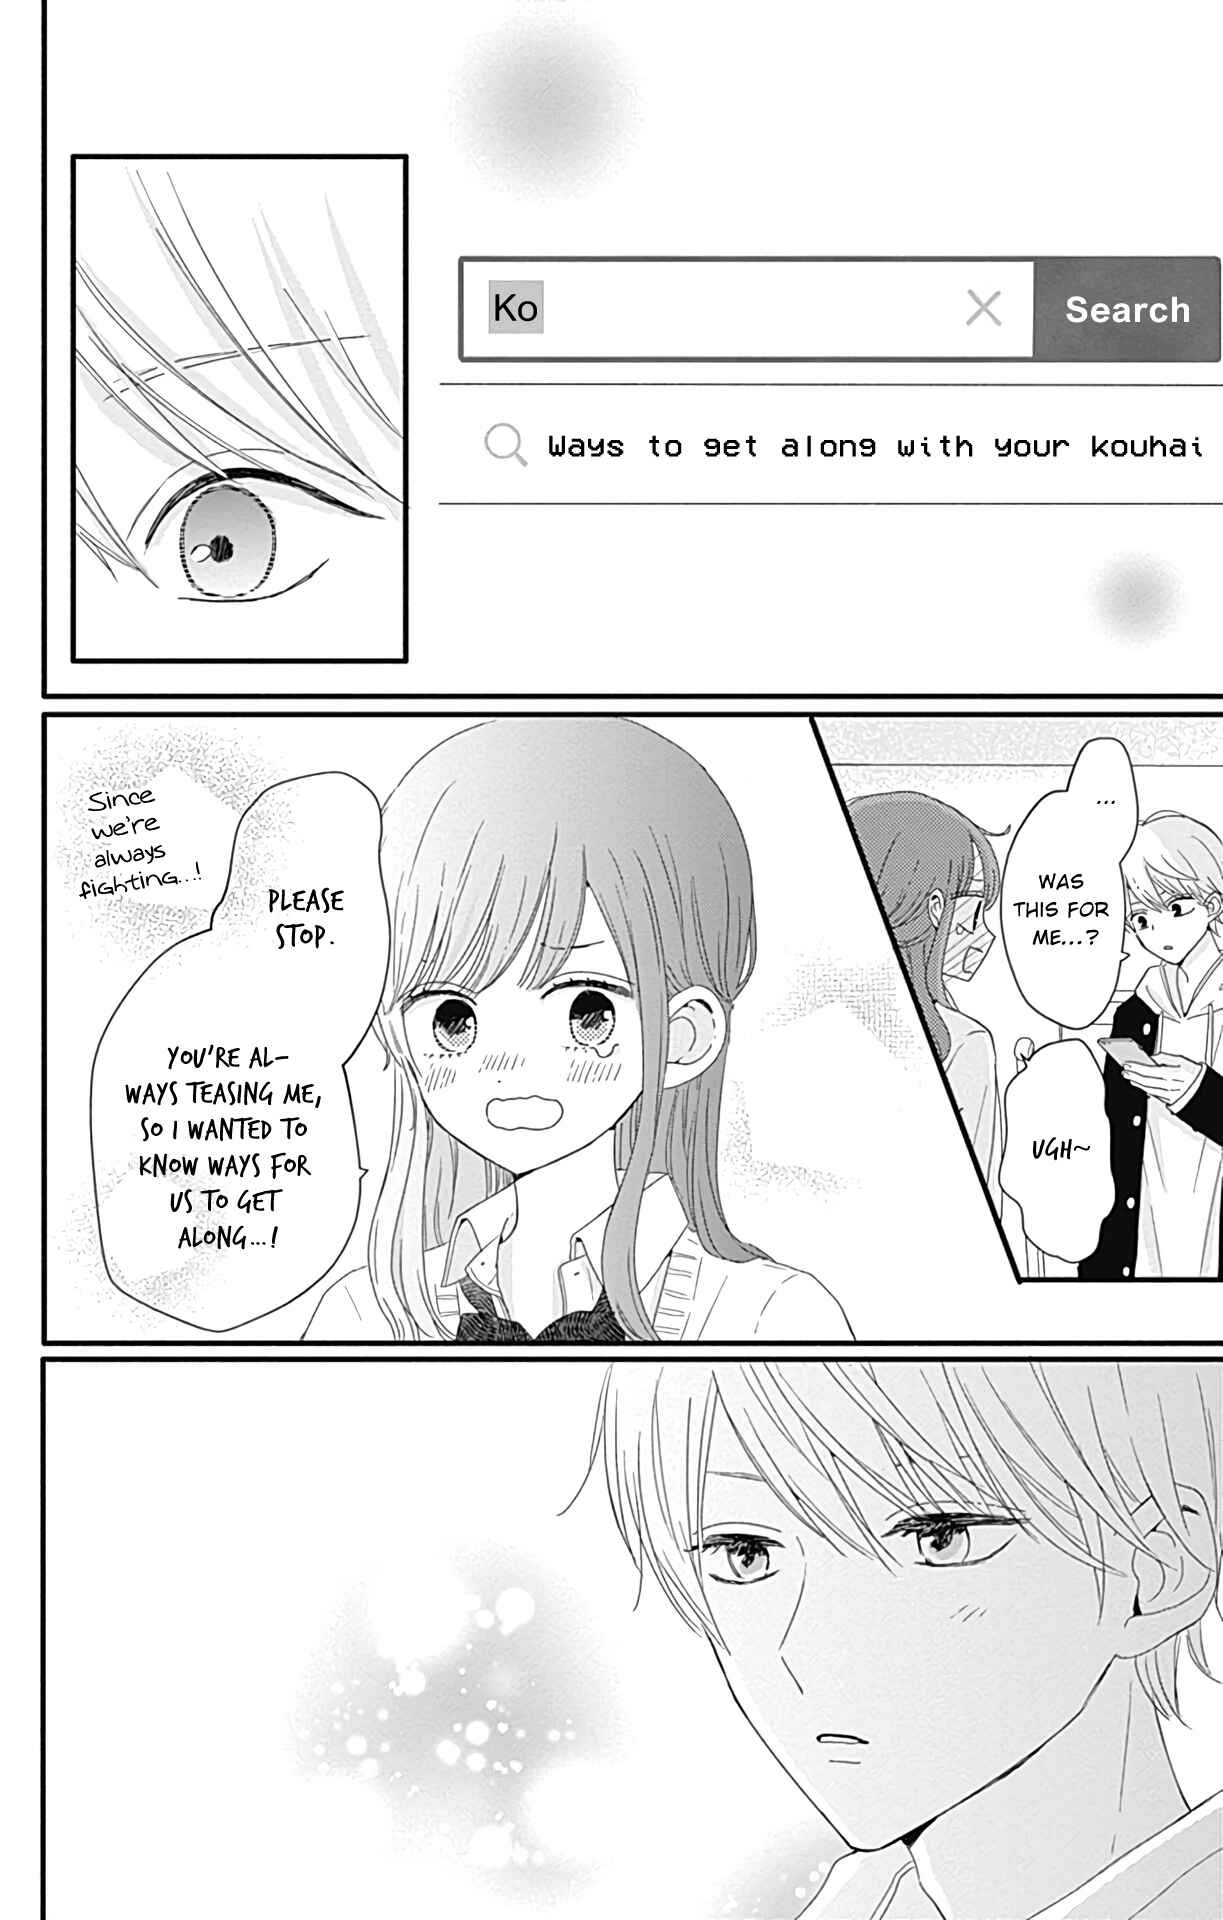 Ko
Search
Ways to get along with your kouhai
...
WAS
THIS FOR
ME...?
UGH~
PLEASE
STOP.
YOU'RE AL-
WAYS TEASING ME,
SO I WANTED TO
KNOW WAYS FOR
US TO GET
ALONG...!
Since
we're
always
fighting...!